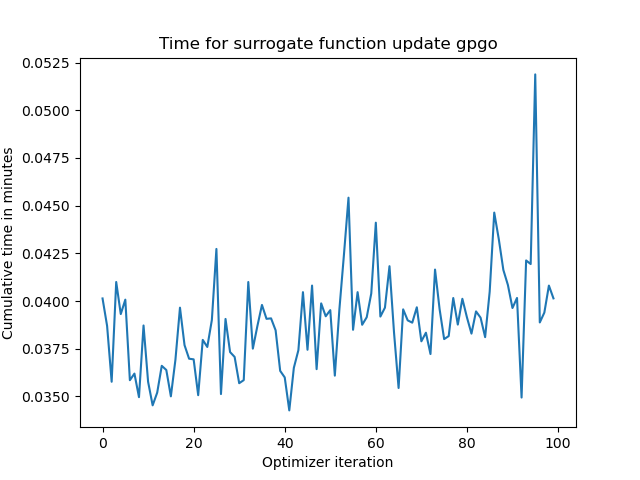 Time for surrogate function update gpgo
0.0525
0.0500
0.0475
0.0450
0.0425
0.0400
0.0375
0.0350
Cumulative time in minutes
0 20 40 60 80 100
Optimizer iteration